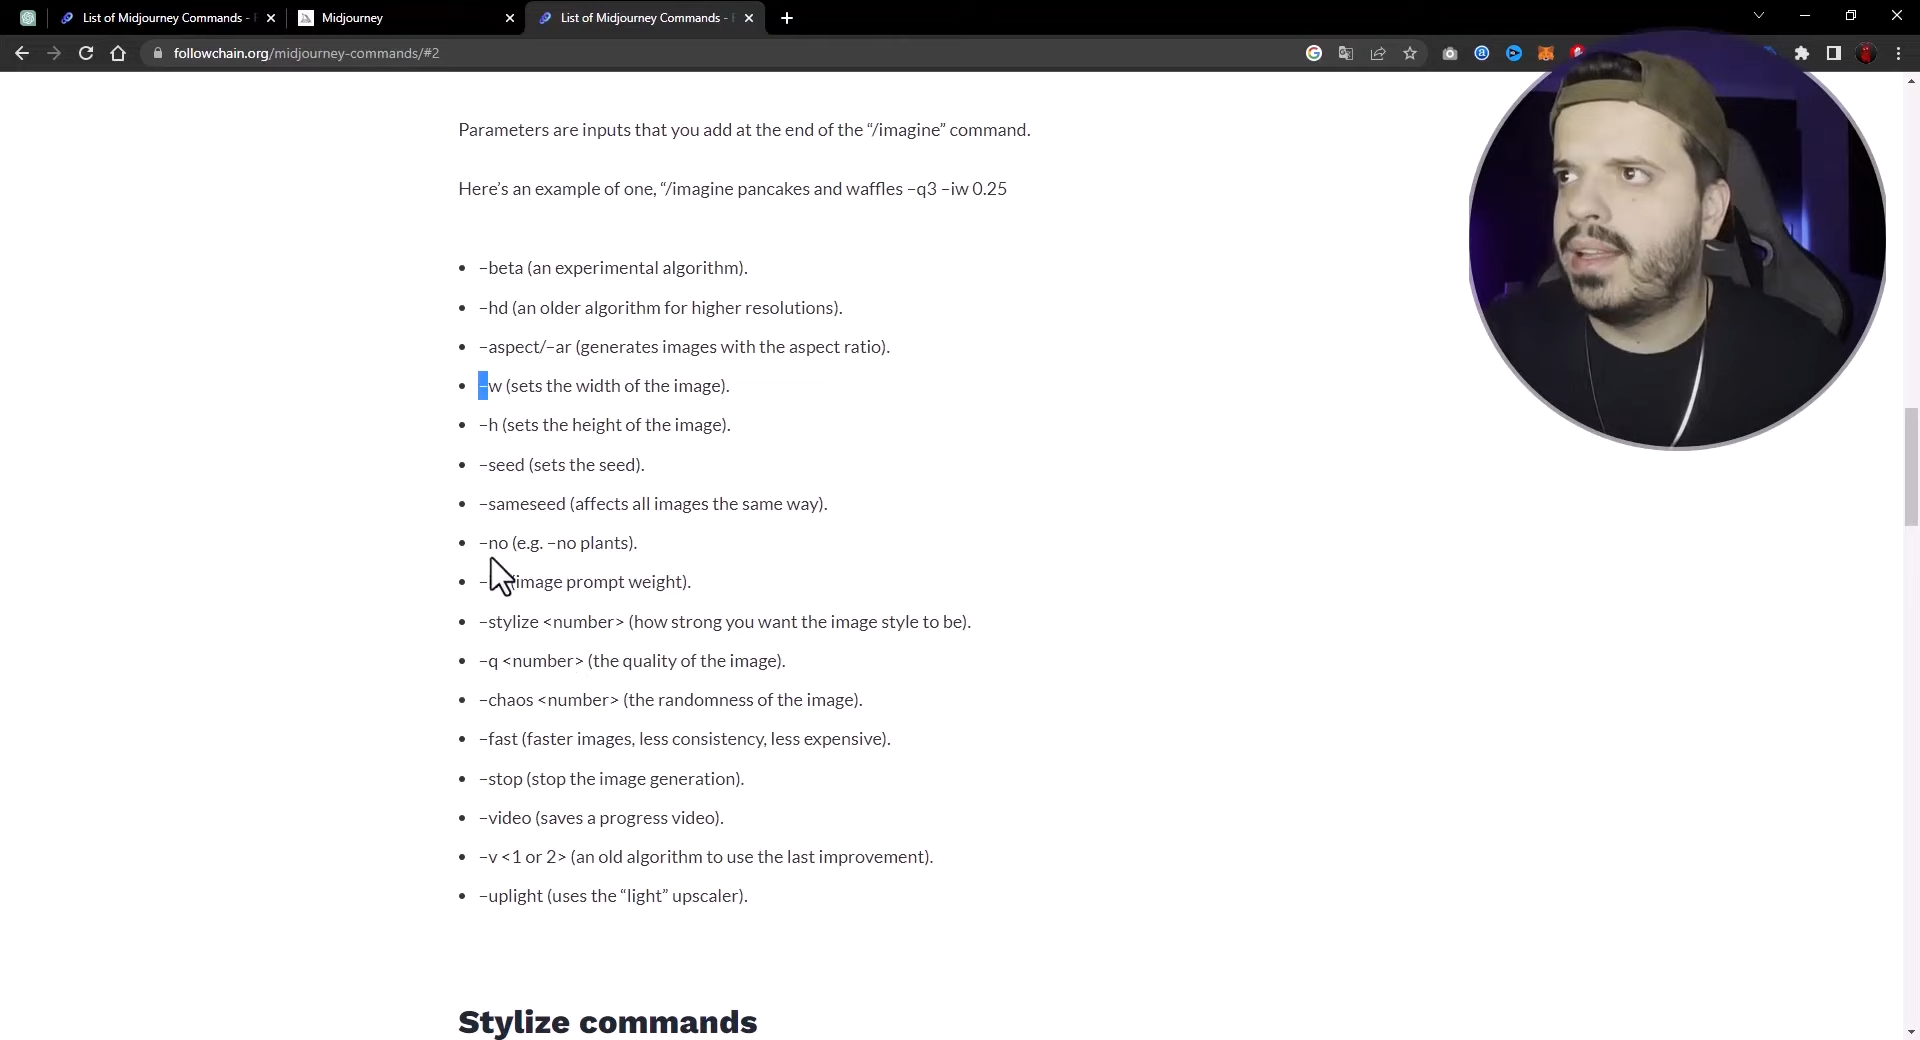 List of Midjourney Commands -
Midjourney
List of Midjourney Commands -
followchain.org/midjourney-commands/#2
Parameters are inputs that you add at the end of the “/imagine” command.
Here’s an example of one, “/imagine pancakes and waffles –q3 –iw 0.25
–beta (an experimental algorithm).
–hd (an older algorithm for higher resolutions).
–aspect/–ar (generates images with the aspect ratio).
–w (sets the width of the image).
–h (sets the height of the image).
–seed (sets the seed).
–sameseed (affects all images the same way).
–no (e.g. –no plants).
(image prompt weight).
–stylize <number> (how strong you want the image style to be).
–q <number> (the quality of the image).
–chaos <number> (the randomness of the image).
–fast (faster images, less consistency, less expensive).
–stop (stop the image generation).
–video (saves a progress video).
–v <1 or 2> (an old algorithm to use the last improvement).
–uplight (uses the “light” upscaler).
Stylize commands